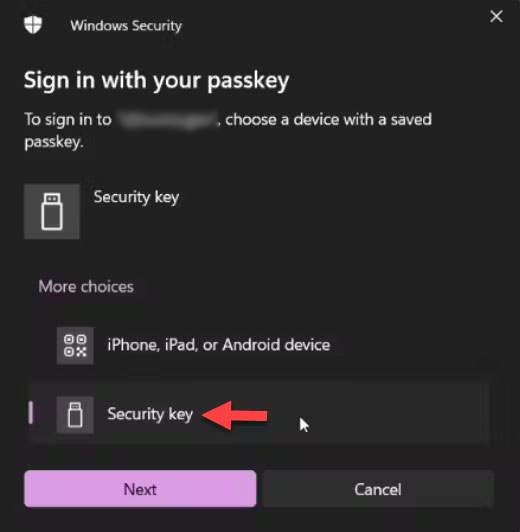 Windows Security
Sign in with your passkey
To sign in to , choose a device with a saved
passkey.
Security key
More choices
iPhone, iPad, or Android device
Security key
Next
Cancel